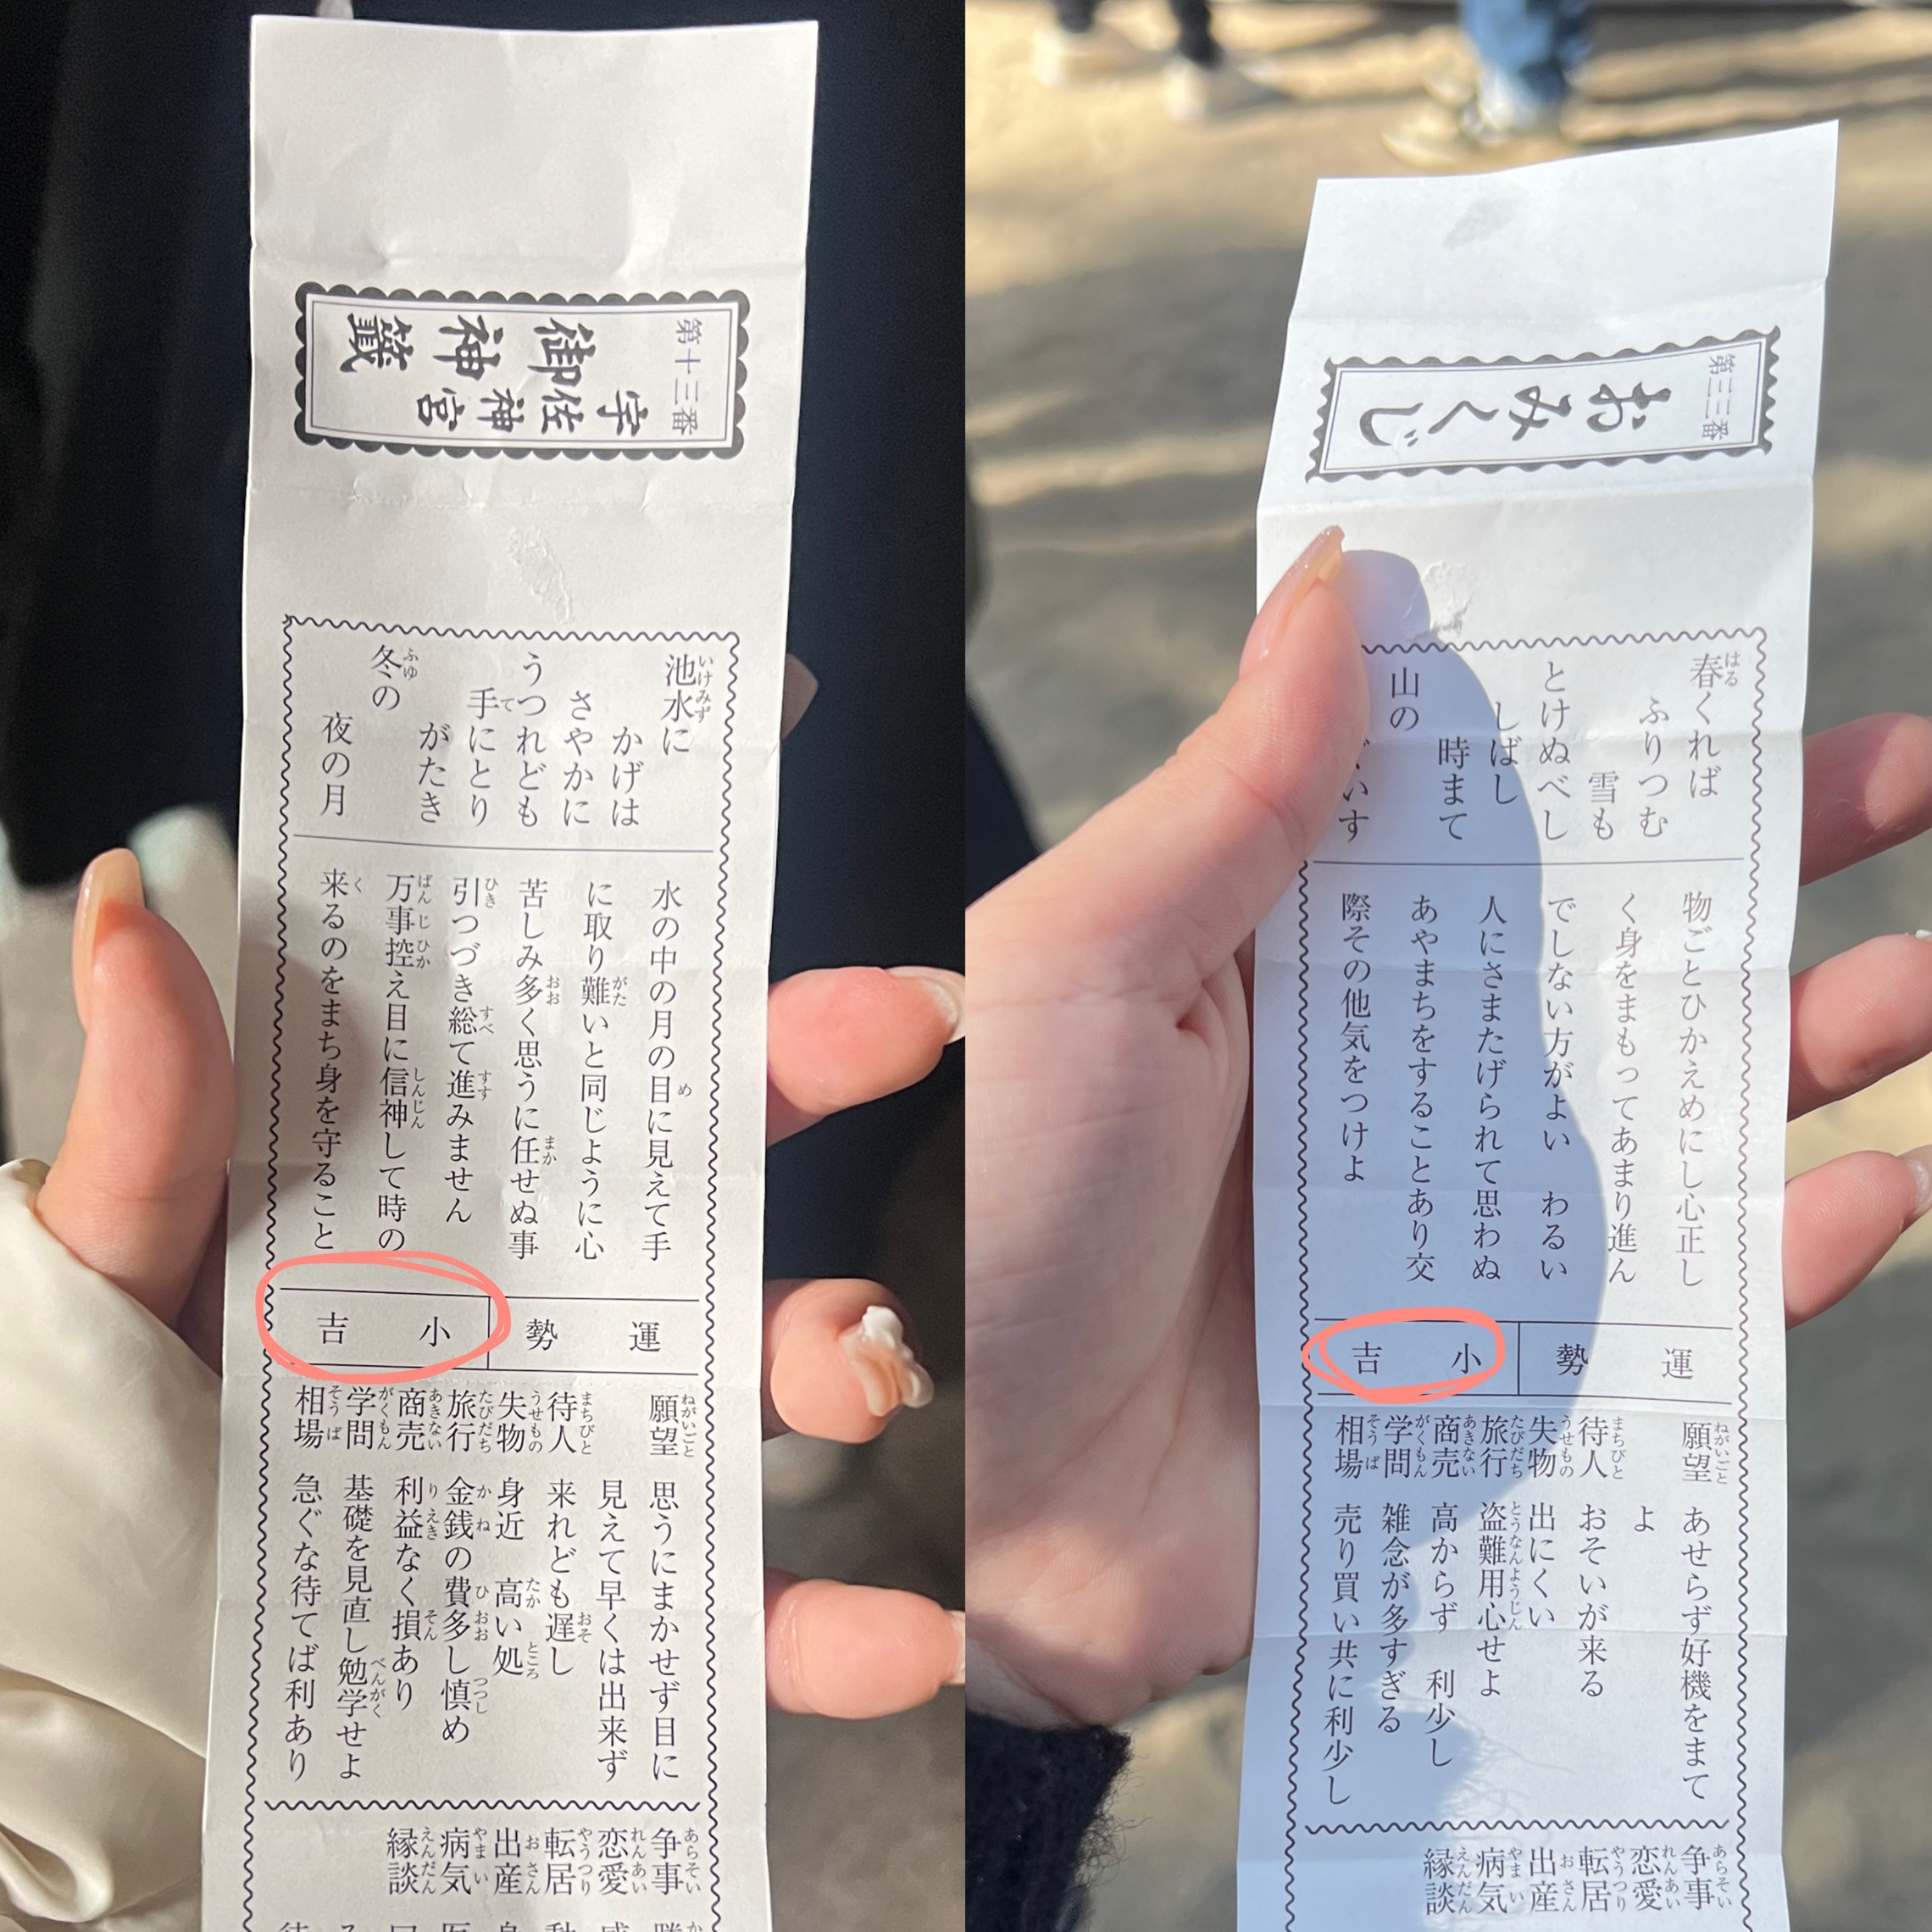 第十三番
宇佐神宮
御神籤
池水に
かげは
さやかに
うつれども
手にとり
がたき
冬の
夜の月
水の中の月の目に見えて手
に取り難いと同じように心
苦しみ多く思うに任せぬ事
引つづき総て進みません
万事控え目に信神して時の
来るのをまち身を守ること
運勢 小吉
願望 思うにまかせず目に
見えて早くは出来ず
待人 来れども遅し
失物 身近 高い処
旅行 金銭の費多し慎め
商売 利益なく損あり
学問 基礎を見直し勉学せよ
相場 急ぐな待てば利あり
争事
恋愛
転居
出産
病気
縁談
第三三番
おみくじ
春くれば
ふりつむ
雪も
とけぬべし
しばし
時まて
山の
いす
物ごとひかえめにし心正し
く身をまもってあまり進ん
でしない方がよい わるい
人にさまたげられて思わぬ
あやまちをすることあり交
際その他気をつけよ
運勢 小吉
願望 あせらず好機をまて
よ
待人 おそいが来る
失物 出にくい
旅行 盗難用心せよ
商売 高からず 利少し
学問 雑念が多すぎる
相場 売り買い共に利少し
争事
恋愛
転居
出産
病気
縁談